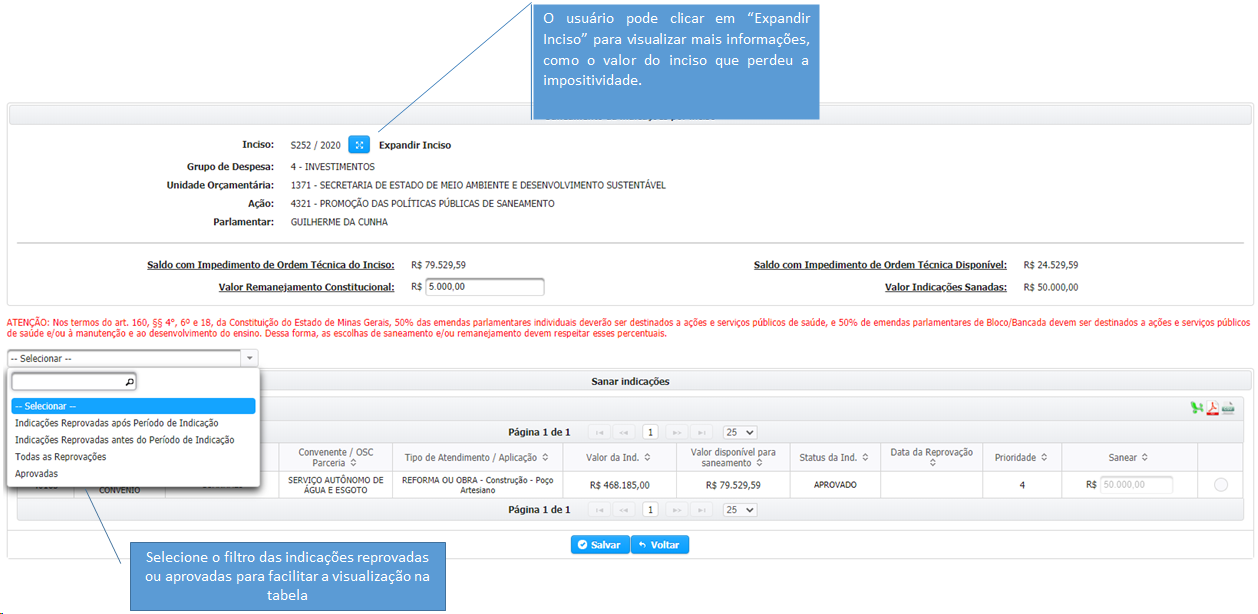 O usuário pode clicar em “Expandir
Inciso” para visualizar mais informações,
como o valor do inciso que perdeu a
impositividade.
Inciso: S252 / 2020 Expandir Inciso
Grupo de Despesa: 4 - INVESTIMENTOS
Unidade Orçamentária: 1371 - SECRETARIA DE ESTADO DE MEIO AMBIENTE E DESENVOLVIMENTO SUSTENTÁVEL
Ação: 4321 - PROMOÇÃO DAS POLÍTICAS PÚBLICAS DE SANEAMENTO
Parlamentar: GUILHERME DA CUNHA
Saldo com Impedimento de Ordem Técnica do Inciso: R$ 79.529,59 Saldo com Impedimento de Ordem Técnica Disponível: R$ 24.529,59
Valor Remanejamento Constitucional: R$ 5.000,00 Valor Indicações Sanadas: R$ 50.000,00
ATENÇÃO: Nos termos do art. 160, §§ 4º, 6º e 18, da Constituição do Estado de Minas Gerais, 50% das emendas parlamentares individuais deverão ser destinados a ações e serviços públicos de saúde, e 50% de emendas parlamentares de Bloco/Bancada devem ser destinados a ações e serviços públicos
de saúde e/ou à manutenção e ao desenvolvimento do ensino. Dessa forma, as escolhas de saneamento e/ou remanejamento devem respeitar esses percentuais.
-- Selecionar --
Sanar indicações
-- Selecionar --
Indicações Reprovadas após Período de Indicação
Indicações Reprovadas antes do Período de Indicação
Todas as Reprovações
Aprovadas
Página 1 de 1 1 25
Convenente / OSC
Parceria
Tipo de Atendimento / Aplicação
Valor da Ind.
Valor disponível para
saneamento
Status da Ind.
Data da Reprovação
Prioridade
Sanear
CONVÊNIO
SERVIÇO AUTÔNOMO DE
ÁGUA E ESGOTO
REFORMA OU OBRA - Construção - Poço
Artesiano
R$ 468.185,00
R$ 79.529,59
APROVADO
4
R$ 50.000,00
Página 1 de 1 1 25
Salvar Voltar
Selecione o filtro das indicações reprovadas
ou aprovadas para facilitar a visualização na
tabela